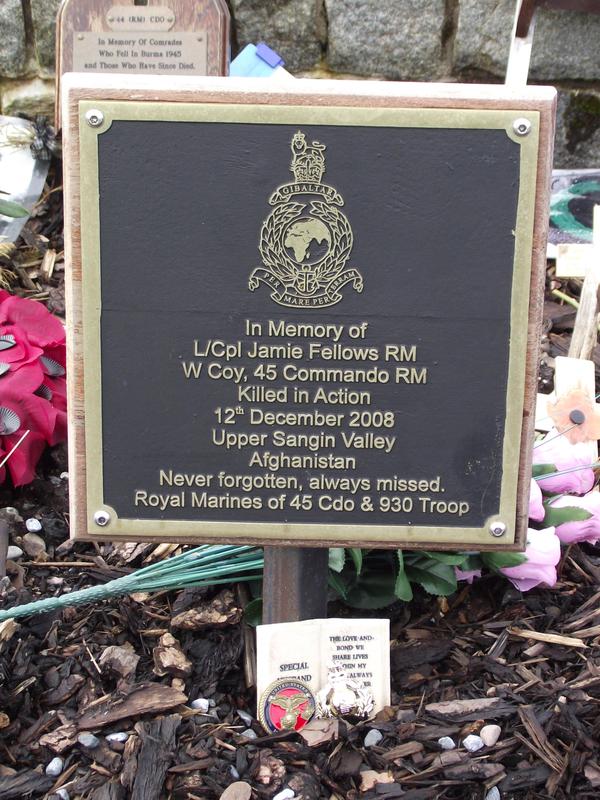 44 (RM) CDO
In Memory Of Comrades
Who Fell In Burma 1945
and Those Who Have Since Died.
GIBALTAR
PER MARE PER TERRAM
In Memory of
L/Cpl Jamie Fellows RM
W Coy, 45 Commando RM
Killed in Action
12th December 2008
Upper Sangin Valley
Afghanistan
Never forgotten, always missed.
Royal Marines of 45 Cdo & 930 Troop
SPECIAL
THE LOVE AND
BOND WE
SHARE LIVES
MY
ALWAYS